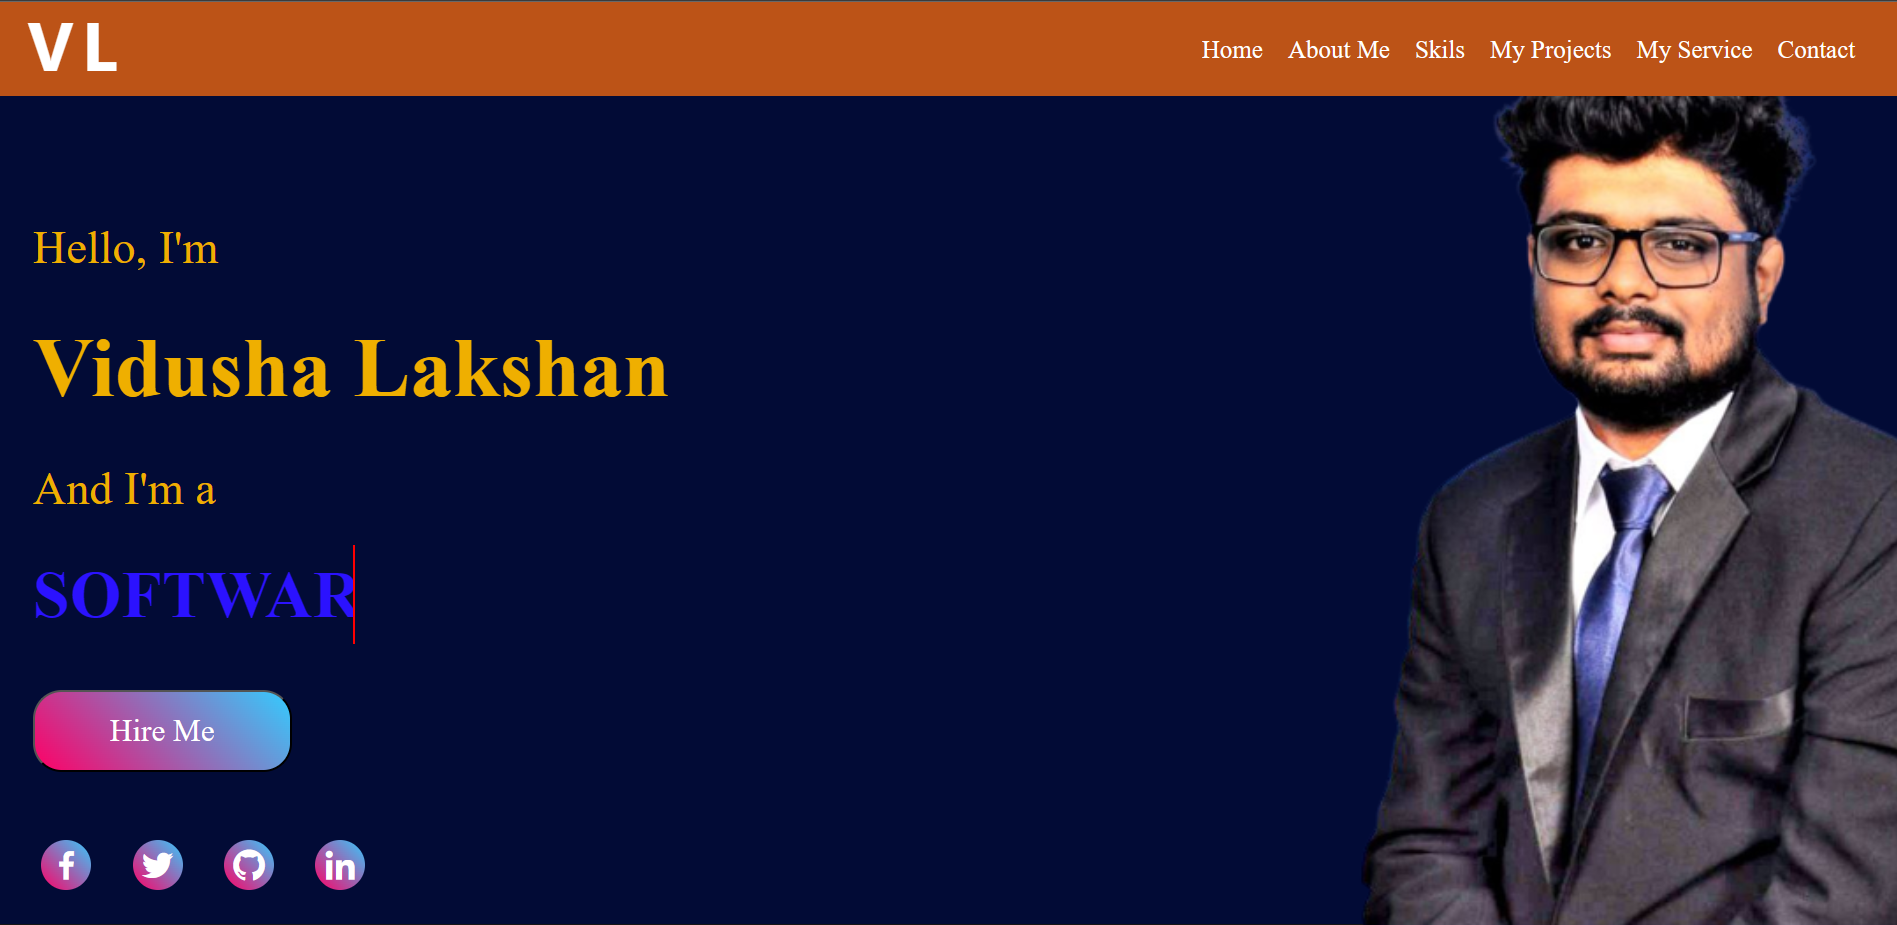 VL
Home About Me Skils My Projects My Service Contact
Hello, I'm
Vidusha Lakshan
And I'm a
SOFTWAR
Hire Me